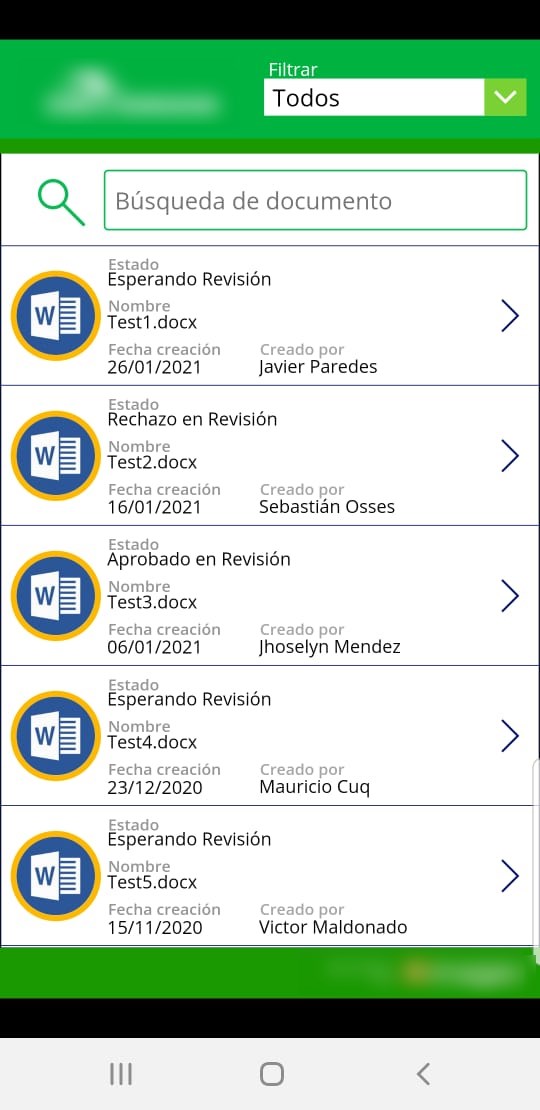 Filtrar
Todos
Búsqueda de documento
Estado
Esperando Revisión
Nombre
Test1.docx
Fecha creación Creado por
26/01/2021 Javier Paredes
Estado
Rechazo en Revisión
Nombre
Test2.docx
Fecha creación Creado por
16/01/2021 Sebastián Osses
Estado
Aprobado en Revisión
Nombre
Test3.docx
Fecha creación Creado por
06/01/2021 Jhoselyn Mendez
Estado
Esperando Revisión
Nombre
Test4.docx
Fecha creación Creado por
23/12/2020 Mauricio Cuq
Estado
Esperando Revisión
Nombre
Test5.docx
Fecha creación Creado por
15/11/2020 Victor Maldonado